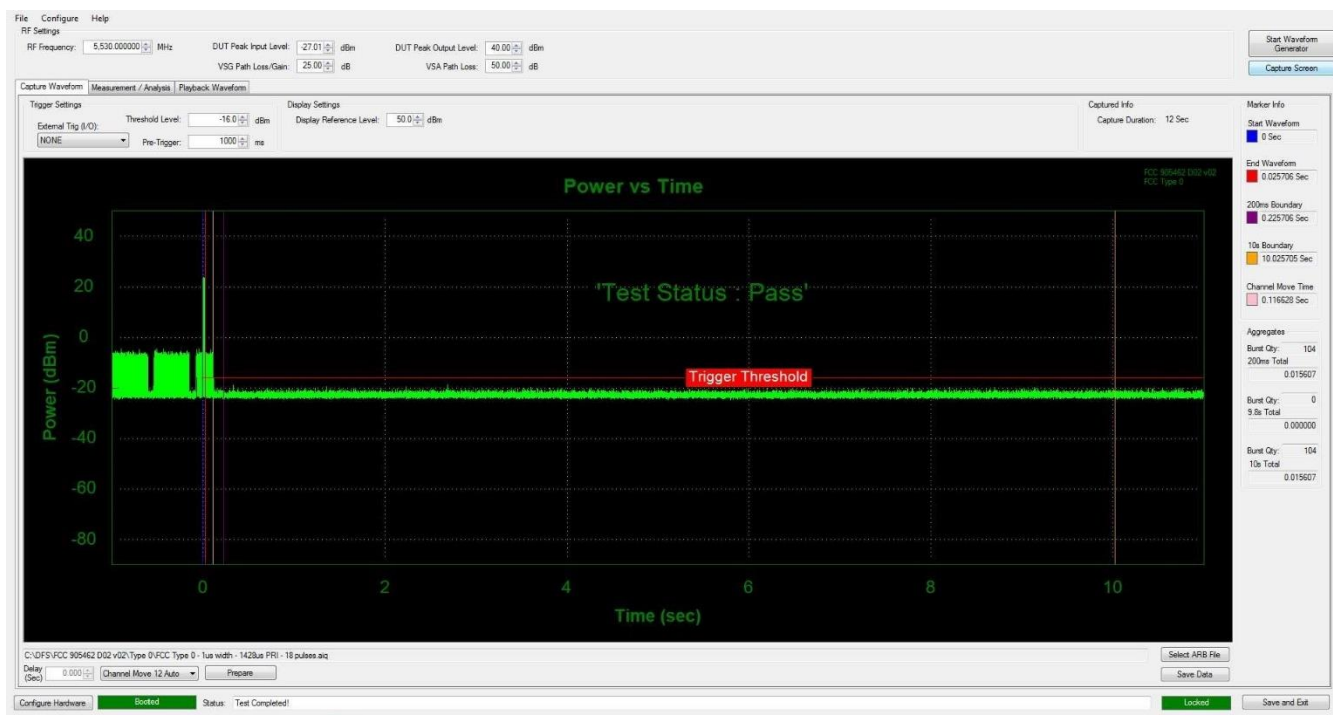 File Configure Help
RF Settings
RF Frequency: 5,530.000000 MHz DUT Peak Input Level: -27.01 dBm DUT Peak Output Level: 40.00 dBm
VSG Path Loss/Gain: 25.00 dB VSA Path Loss: 50.00 dB
Start Waveform
Generator
Capture Screen
Capture Waveform Measurement / Analysis Playback Waveform
Trigger Settings
External Trig (I/O):
NONE
Threshold Level: -16.0 dBm
Pre-Trigger: 1000 ms
Display Settings
Display Reference Level: 50.0 dBm
Captured Info
Capture Duration: 12 Sec
Power vs Time
FCC 905462 D02 v02
FCC Type 0
'Test Status : Pass'
Trigger Threshold
Power (dBm)
40
20
0
-20
-40
-60
-80
0 2 4 6 8 10
Time (sec)
Marker Info
Start Waveform
0 Sec
End Waveform
0.025706 Sec
200ms Boundary
0.225706 Sec
10s Boundary
10.025705 Sec
Channel Move Time
0.116628 Sec
Aggregates
Burst Qty: 104
200ms Total
0.015607
Burst Qty: 0
9.8s Total
0.000000
Burst Qty: 104
10s Total
0.015607
C:\DFS\FCC 905462 D02 v02\Type 0\FCC Type 0 - 1us width - 1428us PRI - 18 pulses.aiq
Select ARB File
Delay
(Sec) 0.000 Channel Move 12 Auto Prepare
Save Data
Configure Hardware Booted Status: Test Completed! Locked Save and Exit